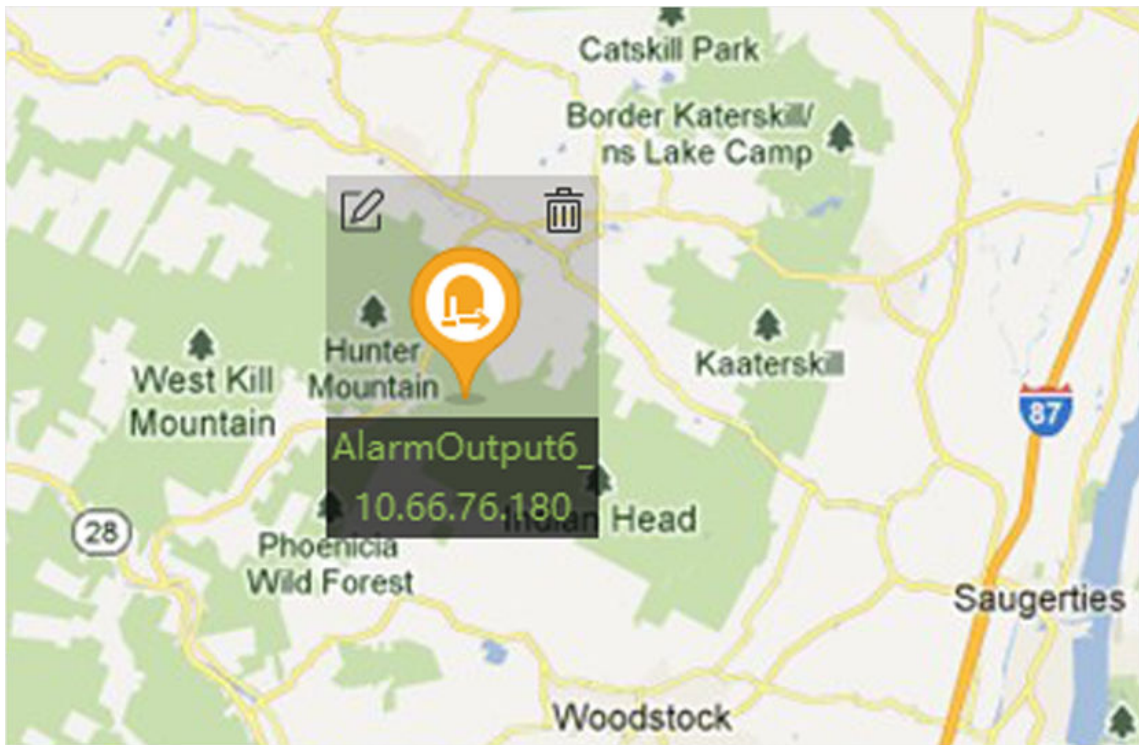 Catskill Park
Border Katerskill/
ns Lake Camp
Hunter
Mountain
West Kill
Mountain
Kaaterskill
87
AlarmOutput6_
10.66.76.180
Indian Head
28
Phoenicia
Wild Forest
Saugerties
Woodstock